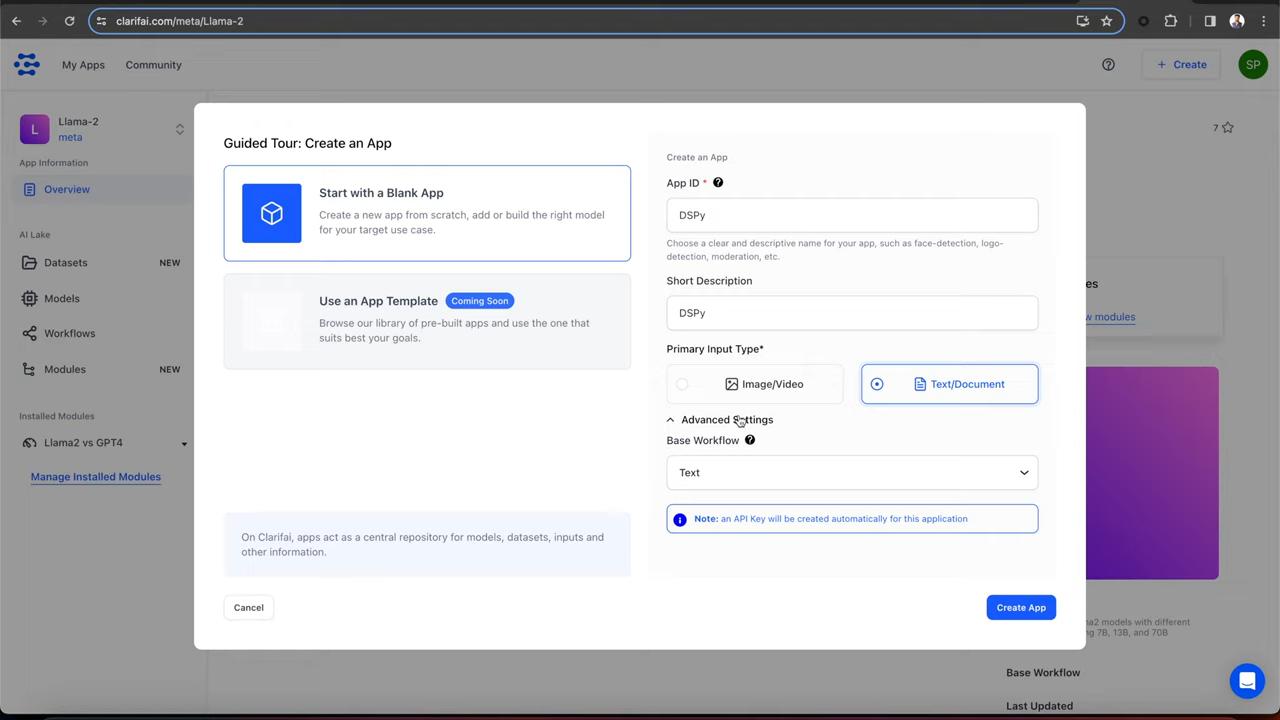 clarifai.com/meta/Llama-2
My Apps
Community
Create
SP
L
Llama-2
meta
App Information
Overview
AI Lake
Datasets
NEW
Models
Workflows
Modules
NEW
Installed Modules
Llama2 vs GPT4
Manage Installed Modules
Guided Tour: Create an App
Start with a Blank App
Create a new app from scratch, add or build the right model
for your target use case.
Use an App Template
Coming Soon
Browse our library of pre-built apps and use the one that
suits best your goals.
On Clarifai, apps act as a central repository for models, datasets, inputs and
other information.
Cancel
Create an App
App ID *
DSPy
Choose a clear and descriptive name for your app, such as face-detection, logo-
detection, moderation, etc.
Short Description
DSPy
Primary Input Type*
Image/Video
Text/Document
Advanced Settings
Base Workflow
Text
Note: an API Key will be created automatically for this application
Create App
7
es
w modules
ma2 models with different
ng 7B, 13B, and 70B
Base Workflow
Last Updated